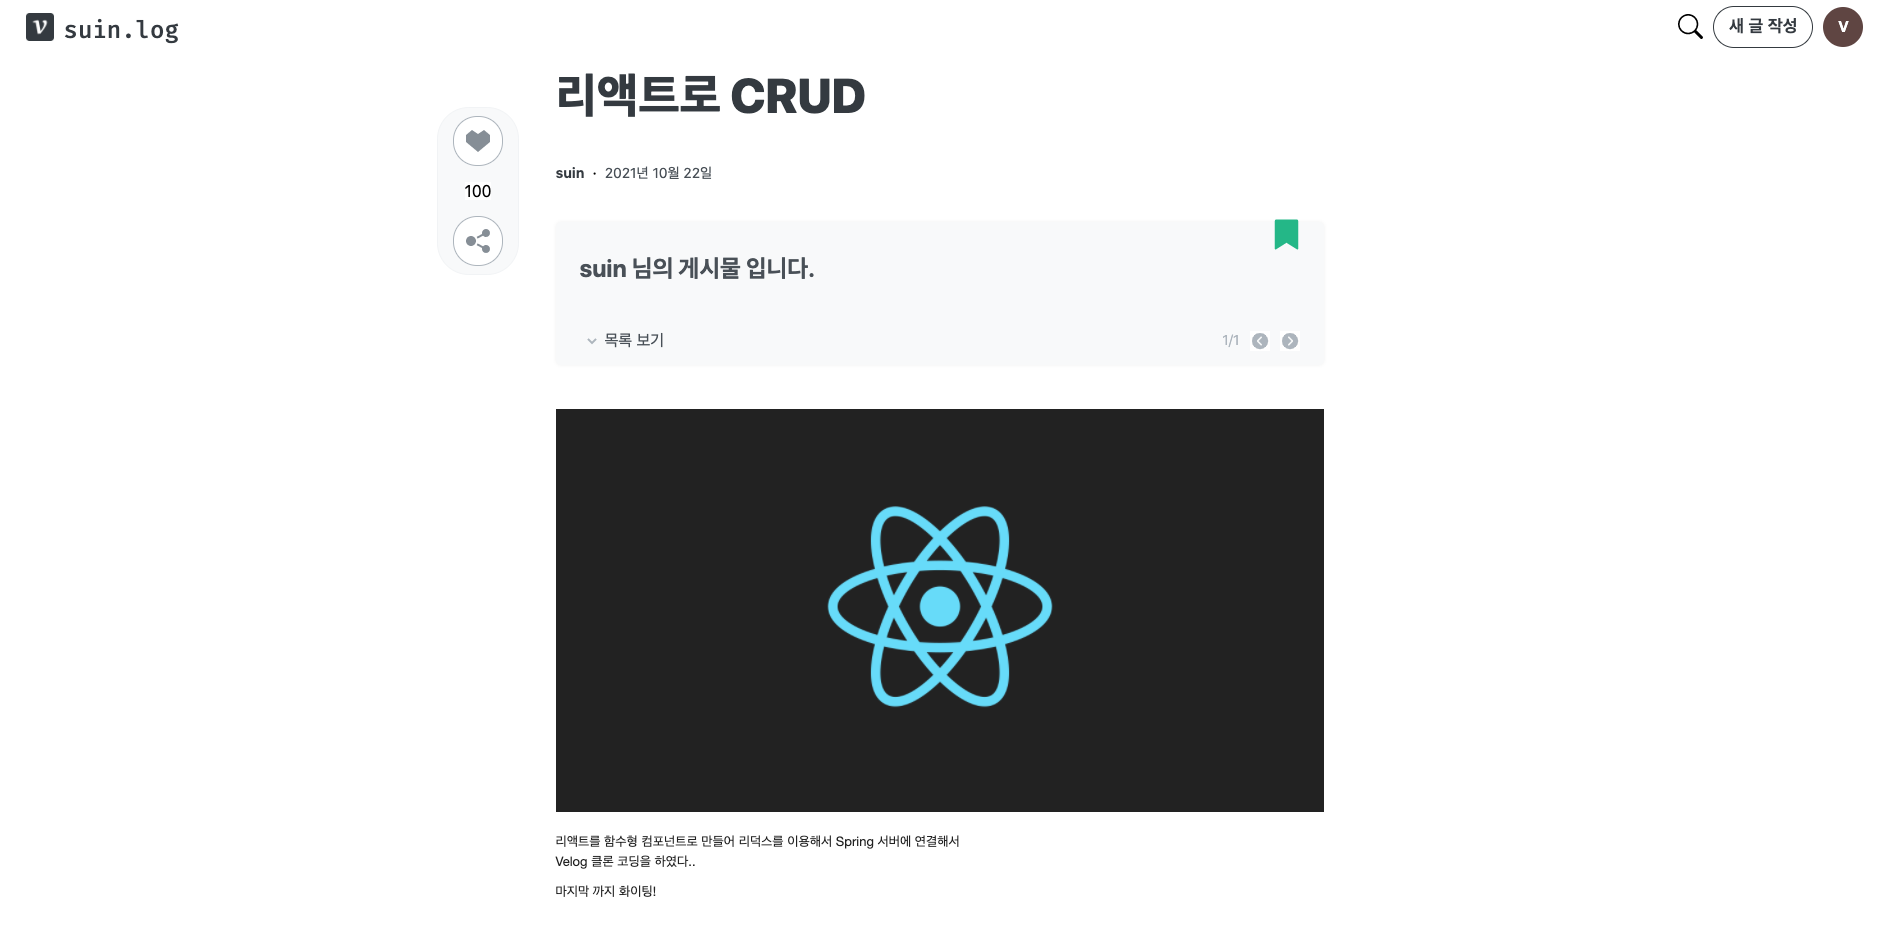 v suin.log
새 글 작성
V
리액트로 CRUD
100
suin · 2021년 10월 22일
suin 님의 게시물 입니다.
목록 보기
1/1
리액트를 함수형 컴포넌트로 만들어 리덕스를 이용해서 Spring 서버에 연결해서
Velog 클론 코딩을 하였다..
마지막 까지 화이팅!